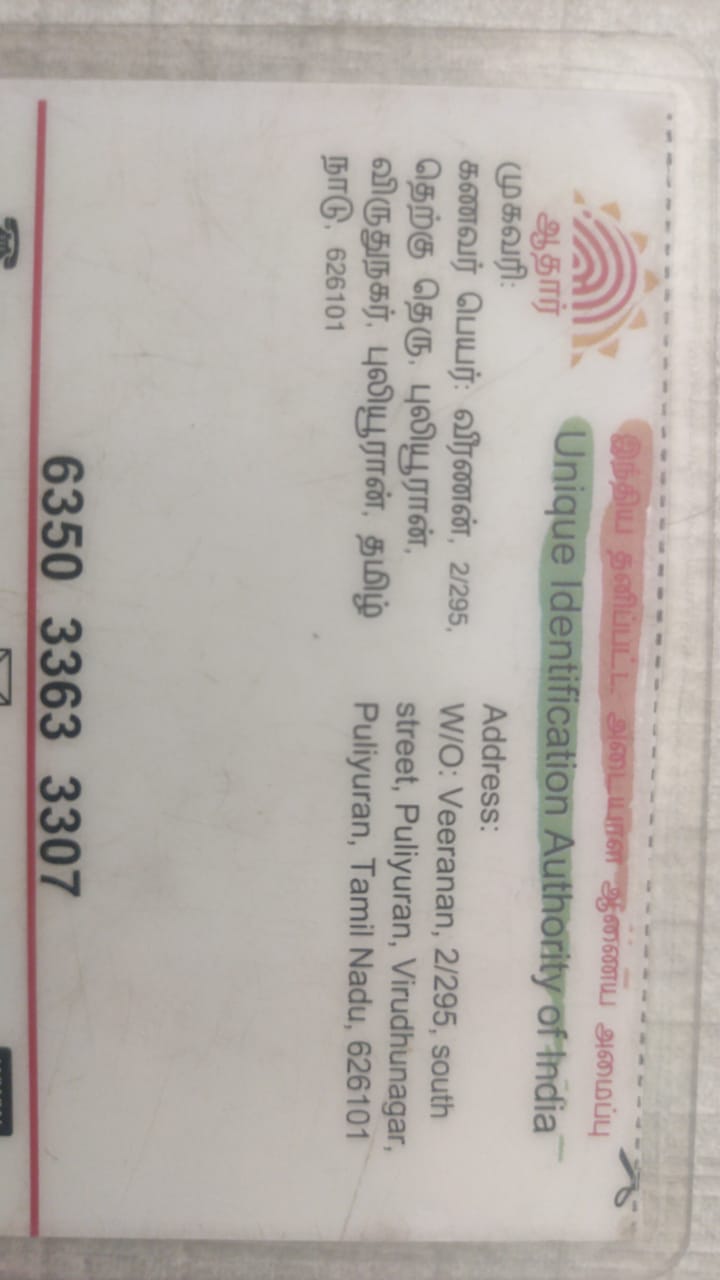 இந்திய தனிப்பட்ட அடையாள ஆணைய அமைப்பு
Unique Identification Authority of India
ஆதார்
முகவரி:
கணவர் பெயர்: வீரணன், 2/295,
தெற்கு தெரு, புலியூரான்,
விருதுநகர், புலியூரான், தமிழ்
நாடு, 626101
Address:
W/O: Veeranan, 2/295, south
street, Puliyuran, Virudhunagar,
Puliyuran, Tamil Nadu, 626101
6350 3363 3307